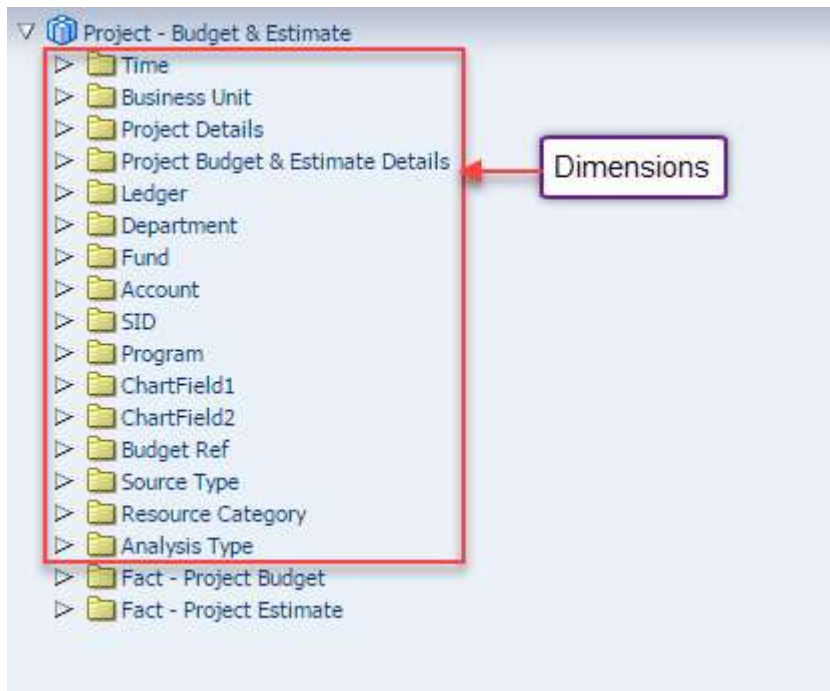 Project - Budget & Estimate
Time
Business Unit
Project Details
Project Budget & Estimate Details
Dimensions
Ledger
Department
Fund
Account
SID
Program
ChartField1
ChartField2
Budget Ref
Source Type
Resource Category
Analysis Type
Fact - Project Budget
Fact - Project Estimate